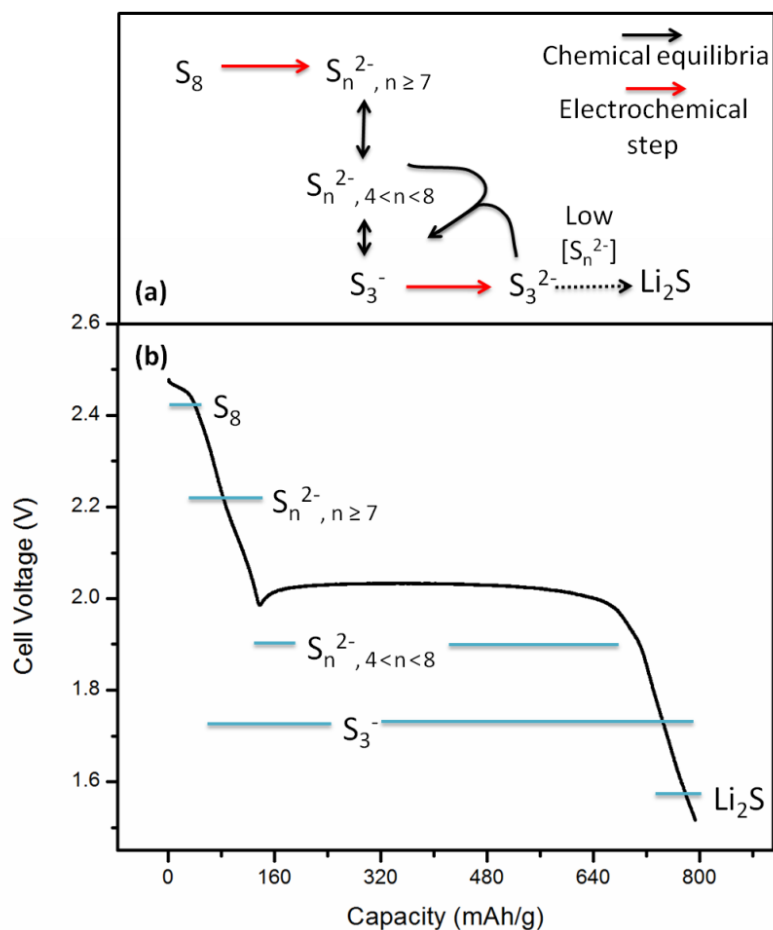 S₈ Sₙ²⁻, n ≥ 7
Chemical equilibria
Electrochemical
step
Sₙ²⁻, 4 < n < 8
Low
[Sₙ²⁻]
(a) S₃⁻ S₃²⁻ Li₂S
(b)
2.6
2.4
2.2
2.0
1.8
1.6
Cell Voltage (V)
S₈
Sₙ²⁻, n ≥ 7
Sₙ²⁻, 4<n<8
S₃⁻
Li₂S
0 160 320 480 640 800
Capacity (mAh/g)